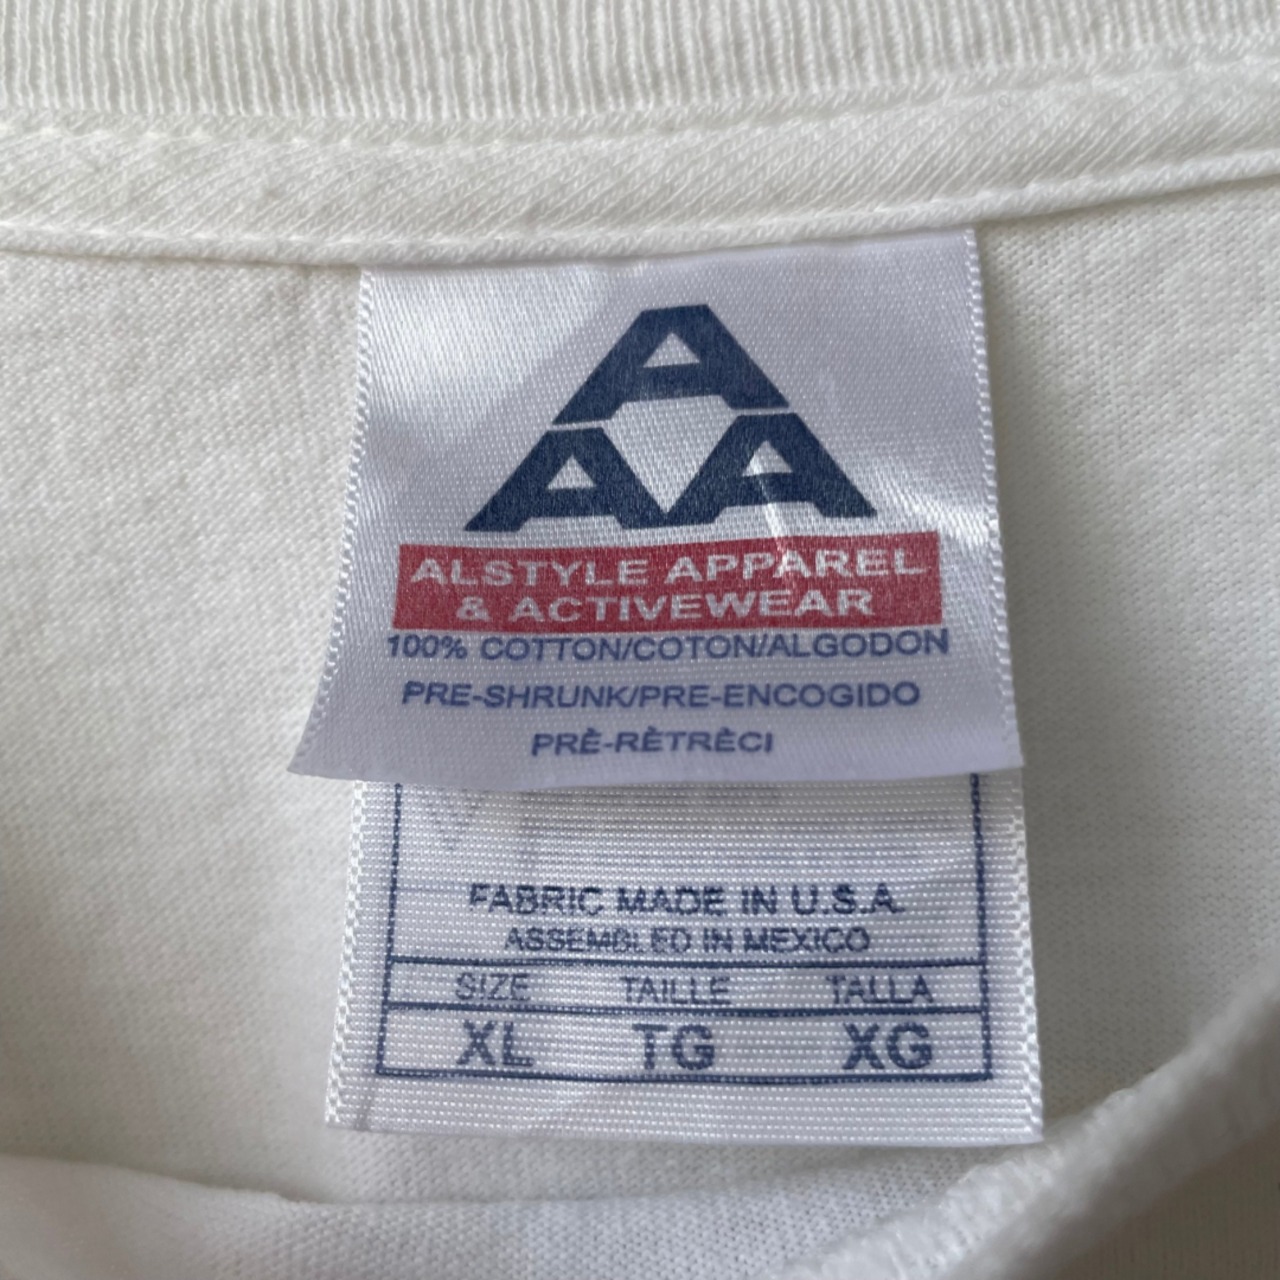 A
AA
ALSTYLE APPAREL
& ACTIVEWEAR
100% COTTON/COTON/ALGODON
PRE-SHRUNK/PRE-ENCOGIDO
PRÈ-RÈTRÈCI
FABRIC MADE IN U.S.A.
ASSEMBLED IN MEXICO
SIZE TAILLE TALLA
XL TG XG